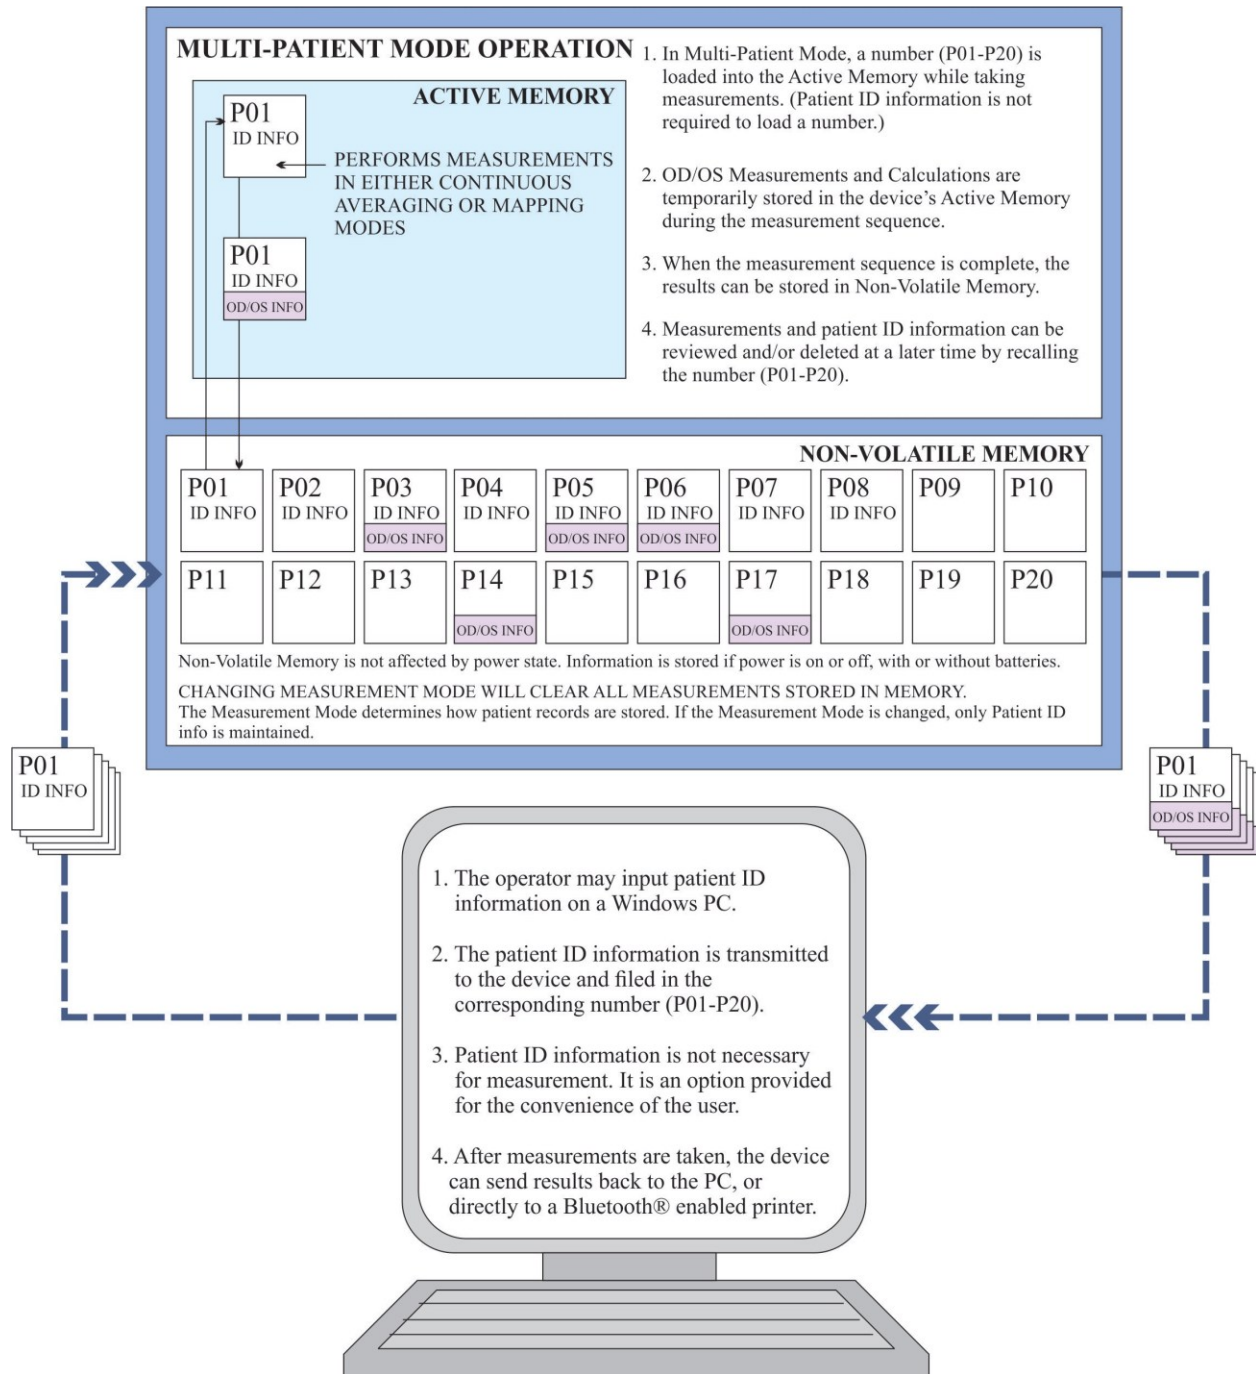 MULTI-PATIENT MODE OPERATION
ACTIVE MEMORY
P01
ID INFO
PERFORMS MEASUREMENTS
IN EITHER CONTINUOUS
AVERAGING OR MAPPING
MODES
P01
ID INFO
OD/OS INFO
1. In Multi-Patient Mode, a number (P01-P20) is
loaded into the Active Memory while taking
measurements. (Patient ID information is not
required to load a number.)
2. OD/OS Measurements and Calculations are
temporarily stored in the device's Active Memory
during the measurement sequence.
3. When the measurement sequence is complete, the
results can be stored in Non-Volatile Memory.
4. Measurements and patient ID information can be
reviewed and/or deleted at a later time by recalling
the number (P01-P20).
NON-VOLATILE MEMORY
P01 P02 P03 P04 P05 P06 P07 P08 P09 P10
ID INFO ID INFO ID INFO ID INFO ID INFO ID INFO ID INFO ID INFO
OD/OS INFO OD/OS INFO OD/OS INFO
P11 P12 P13 P14 P15 P16 P17 P18 P19 P20
OD/OS INFO OD/OS INFO
Non-Volatile Memory is not affected by power state. Information is stored if power is on or off, with or without batteries.
CHANGING MEASUREMENT MODE WILL CLEAR ALL MEASUREMENTS STORED IN MEMORY.
The Measurement Mode determines how patient records are stored. If the Measurement Mode is changed, only Patient ID
info is maintained.
P01
ID INFO
P01
ID INFO
OD/OS INFO
1. The operator may input patient ID
information on a Windows PC.
2. The patient ID information is transmitted
to the device and filed in the
corresponding number (P01-P20).
3. Patient ID information is not necessary
for measurement. It is an option provided
for the convenience of the user.
4. After measurements are taken, the device
can send results back to the PC, or
directly to a Bluetooth® enabled printer.